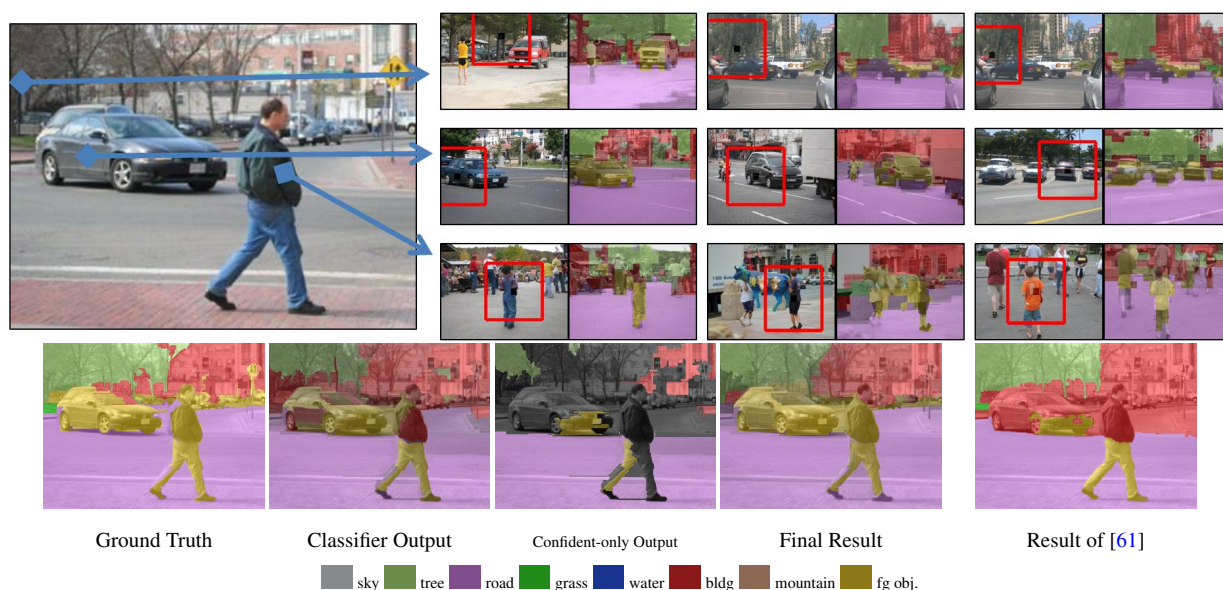 Ground Truth
Classifier Output
Confident-only Output
Final Result
Result of [61]
sky
tree
road
grass
water
bldg
mountain
fg obj.